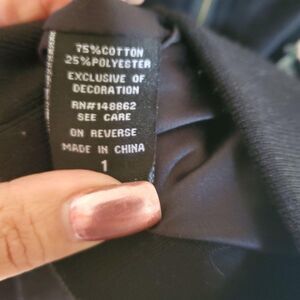 75%COTTON
25%POLYESTER
EXCLUSIVE OF
DECORATION
RN#148862
SEE CARE
ON REVERSE
MADE IN CHINA
1